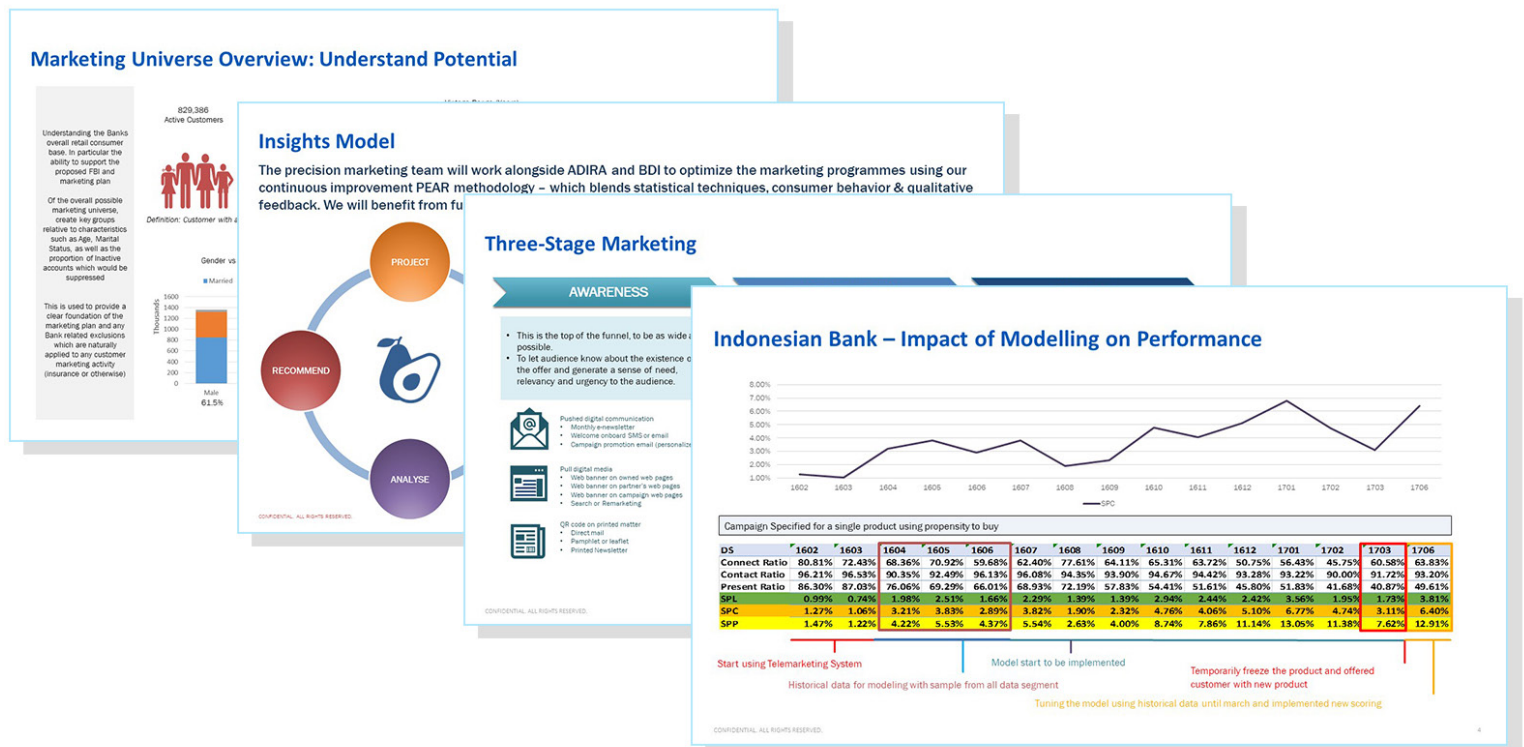 Marketing Universe Overview: Understand Potential
Understanding the Banks
overall retail consumer
base. In particular the
ability to support the
proposed FBI and
marketing plan
Of the overall possible
marketing universe,
create key groups
relative to characteristics
such as Age, Marital
Status, as well as the
proportion of Inactive
accounts which would be
suppressed
This is used to provide a
clear foundation of the
marketing plan and any
Bank related exclusions
which are naturally
applied to any customer
marketing activity
(insurance or otherwise)
829,386
Active Customers
Definition: Customer with a
Gender vs
Married
Thousands
1600
1400
1200
1000
800
600
400
200
0
Male
61.5%
Insights Model
The precision marketing team will work alongside ADIRA and BDI to optimize the marketing programmes using our
continuous improvement PEAR methodology – which blends statistical techniques, consumer behavior & qualitative
feedback. We will benefit from fu
PROJECT
RECOMMEND
ANALYSE
CONFIDENTIAL. ALL RIGHTS RESERVED.
Three-Stage Marketing
AWARENESS
• This is the top of the funnel, to be as wide a
possible.
• To let audience know about the existence o
the offer and generate a sense of need,
relevancy and urgency to the audience.
Pushed digital communication
• Monthly e-newsletter
• Welcome onboard SMS or email
• Campaign promotion email (personalize
Pull digital media
• Web banner on owned web pages
• Web banner on partner's web pages
• Web banner on campaign web pages
• Search or Remarketing
QR code on printed matter
• Direct mail
• Pamphlet or leaflet
• Printed Newsletter
CONFIDENTIAL. ALL RIGHTS RESERVED.
Indonesian Bank – Impact of Modelling on Performance
8.00%
7.00%
6.00%
5.00%
4.00%
3.00%
2.00%
1.00%
1602 1603 1604 1605 1606 1607 1608 1609 1610 1611 1612 1701 1702 1703 1706
SPC
Campaign Specified for a single product using propensity to buy
DS 1602 1603 1604 1605 1606 1607 1608 1609 1610 1611 1612 1701 1702 1703 1706
Connect Ratio 80.81% 72.43% 68.36% 70.92% 59.68% 62.40% 77.61% 64.11% 65.31% 63.72% 50.75% 56.43% 45.75% 60.58% 63.83%
Contact Ratio 96.21% 96.53% 90.35% 92.49% 96.13% 96.08% 94.35% 93.90% 94.67% 94.42% 93.28% 93.22% 90.00% 91.72% 93.20%
Present Ratio 86.30% 87.03% 76.06% 69.29% 66.01% 68.93% 72.19% 57.83% 54.41% 51.61% 45.80% 51.83% 41.68% 40.87% 49.61%
SPL 0.99% 0.74% 1.98% 2.51% 1.66% 2.29% 1.39% 1.39% 2.94% 2.44% 2.42% 3.56% 1.95% 1.73% 3.81%
SPC 1.27% 1.06% 3.21% 3.83% 2.89% 3.82% 1.90% 2.32% 4.76% 4.06% 5.10% 6.77% 4.74% 3.11% 6.40%
SPP 1.47% 1.22% 4.22% 5.53% 4.37% 5.54% 2.63% 4.00% 8.74% 7.86% 11.14% 13.05% 11.38% 7.62% 12.91%
Start using Telemarketing System
Model start to be implemented
Temporarily freeze the product and offered
customer with new product
Historical data for modeling with sample from all data segment
Tuning the model using historical data until march and implemented new scoring
CONFIDENTIAL. ALL RIGHTS RESERVED.
4